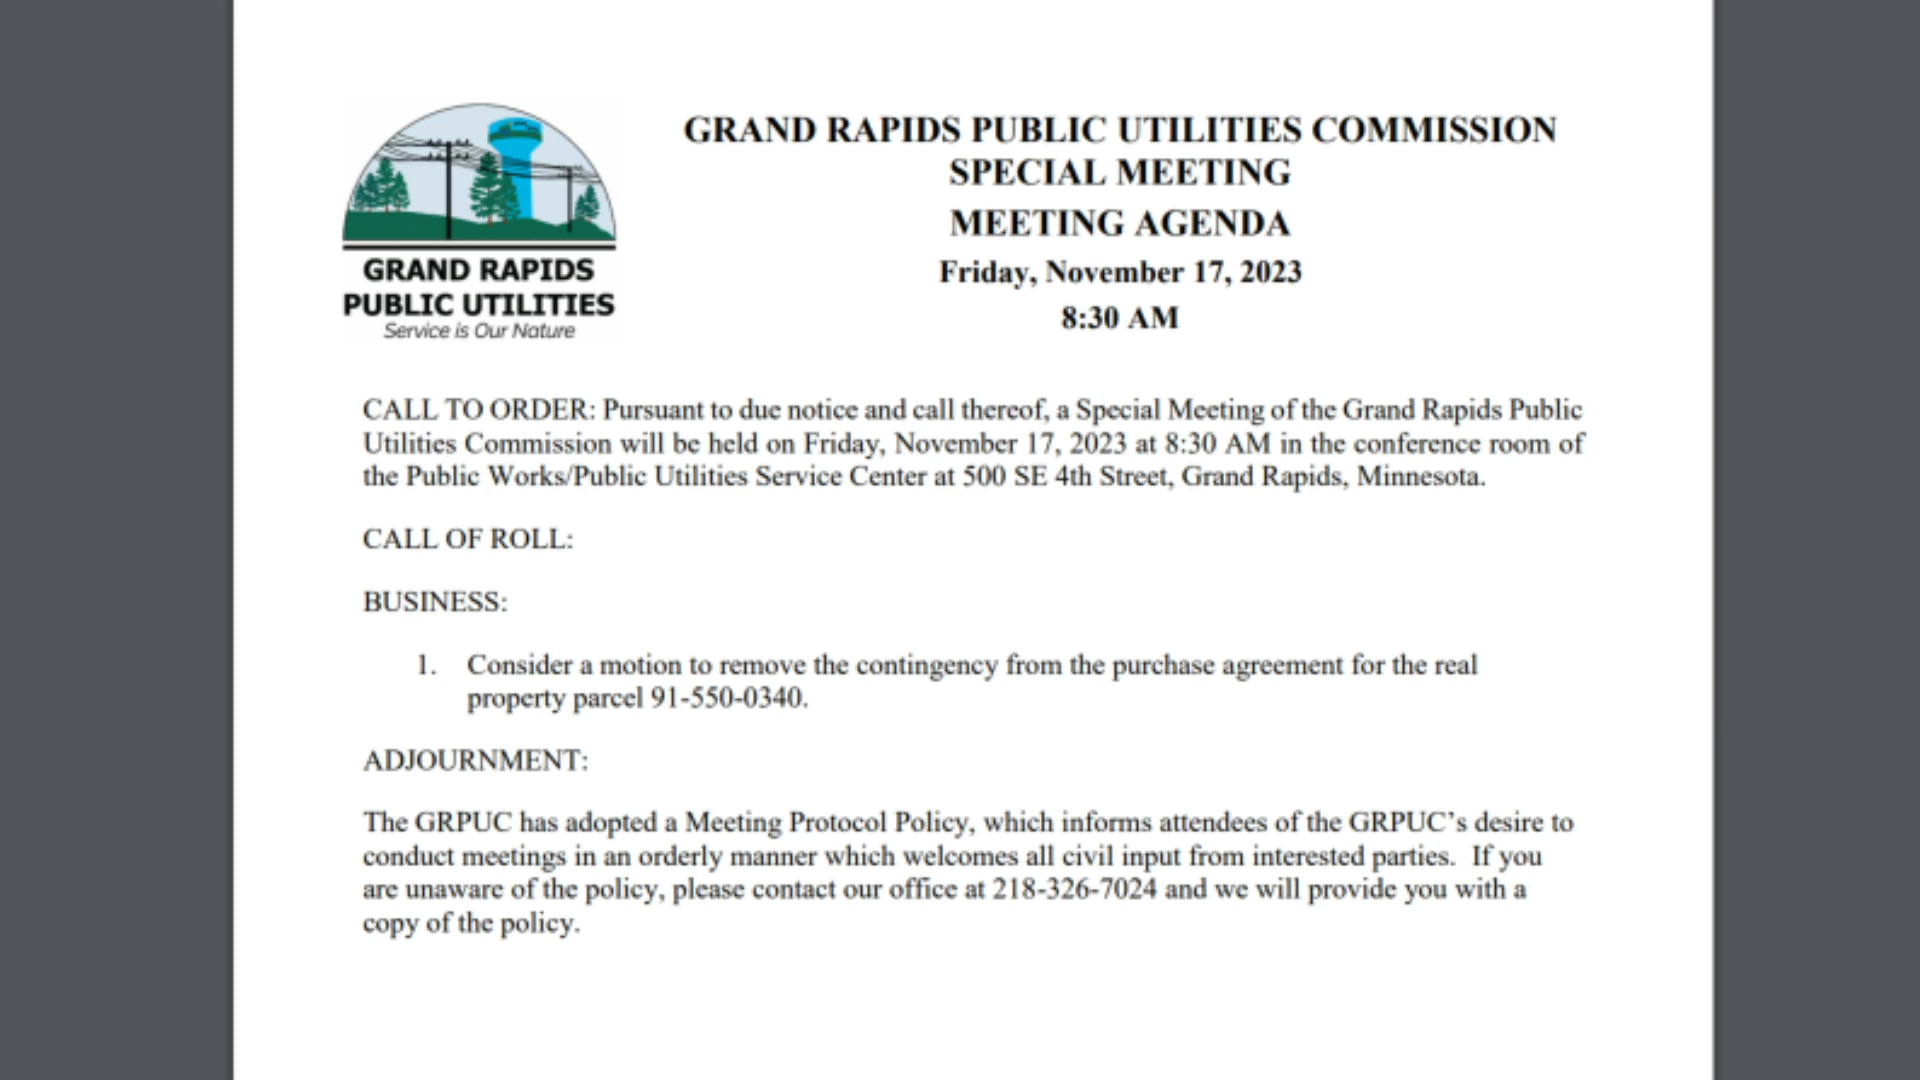 GRAND RAPIDS PUBLIC UTILITIES COMMISSION
SPECIAL MEETING
MEETING AGENDA
Friday, November 17, 2023
8:30 AM
GRAND RAPIDS
PUBLIC UTILITIES
Service is Our Nature
CALL TO ORDER: Pursuant to due notice and call thereof, a Special Meeting of the Grand Rapids Public
Utilities Commission will be held on Friday, November 17, 2023 at 8:30 AM in the conference room of
the Public Works/Public Utilities Service Center at 500 SE 4th Street, Grand Rapids, Minnesota.
CALL OF ROLL:
BUSINESS:
1. Consider a motion to remove the contingency from the purchase agreement for the real
property parcel 91-550-0340.
ADJOURNMENT:
The GRPUC has adopted a Meeting Protocol Policy, which informs attendees of the GRPUC’s desire to
conduct meetings in an orderly manner which welcomes all civil input from interested parties.  If you
are unaware of the policy, please contact our office at 218-326-7024 and we will provide you with a
copy of the policy.